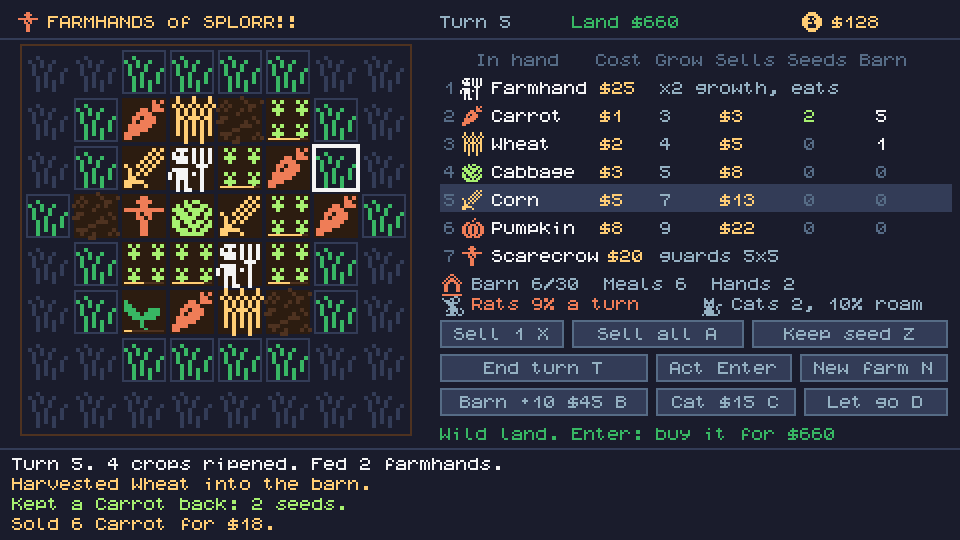 FARMHANDS of SPLORR!! Turn 5 Land $660 $128
In hand Cost Grow Sells Seeds Barn
1 Farmhand $25 x2 growth, eats
2 Carrot $1 3 $3 2 5
3 Wheat $2 4 $5 0 1
4 Cabbage $3 5 $8 0 0
5 Corn $5 7 $13 0 0
6 Pumpkin $8 9 $22 0 0
7 Scarecrow $20 guards 5x5
Barn 6/30 Meals 6 Hands 2
Rats 9% a turn Cats 2, 10% roam
Sell 1 X Sell all A Keep seed Z
End turn T Act Enter New farm N
Barn +10 $45 B Cat $15 C Let go D
Wild land. Enter: buy it for $660
Turn 5. 4 crops ripened. Fed 2 farmhands.
Harvested Wheat into the barn.
Kept a Carrot back: 2 seeds.
Sold 6 Carrot for $18.